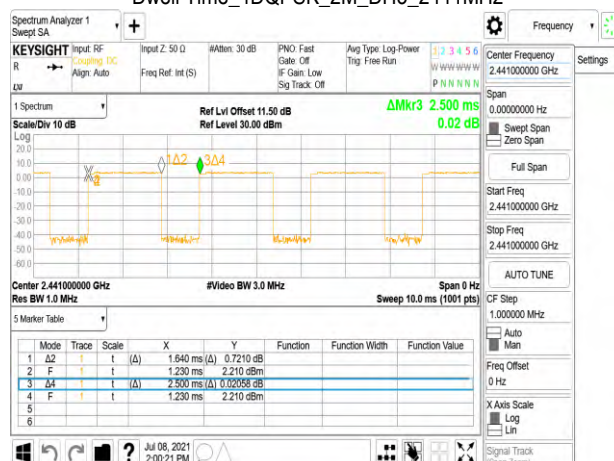 Spectrum Analyzer 1
Swept SA
Frequency
Settings
KEYSIGHT Input: RF
Coupling: DC
Align: Auto
R
Input Z: 50 Ω
Freq Ref: Int (S)
#Atten: 30 dB
PNO: Fast
Gate: Off
IF Gain: Low
Sig Track: Off
Avg Type: Log-Power
Trig: Free Run
1 2 3 4 5 6
W W W W W W
P N N N N N
1 Spectrum
Scale/Div 10 dB
Log
Ref Lvl Offset 11.50 dB
Ref Level 30.00 dBm
ΔMkr3 2.500 ms
0.02 dB
20.0
10.0
0.00
-10.0
-20.0
-30.0
-40.0
-50.0
-60.0
1Δ2
3Δ4
Center 2.441000000 GHz
Res BW 1.0 MHz
#Video BW 3.0 MHz
Span 0 Hz
Sweep 10.0 ms (1001 pts)
5 Marker Table
Mode Trace Scale X Y Function Function Width Function Value
1 Δ2 1 t (Δ) 1.640 ms (Δ) 0.7210 dB
2 F 1 t 1.230 ms 2.210 dBm
3 Δ4 1 t (Δ) 2.500 ms (Δ) 0.02058 dB
4 F 1 t 1.230 ms 2.210 dBm
5
6
Jul 08, 2021
2:00:21 PM
Center Frequency
2.441000000 GHz
Span
0.00000000 Hz
Swept Span
Zero Span
Full Span
Start Freq
2.441000000 GHz
Stop Freq
2.441000000 GHz
AUTO TUNE
CF Step
1.000000 MHz
Auto
Man
Freq Offset
0 Hz
X Axis Scale
Log
Lin
Signal Track